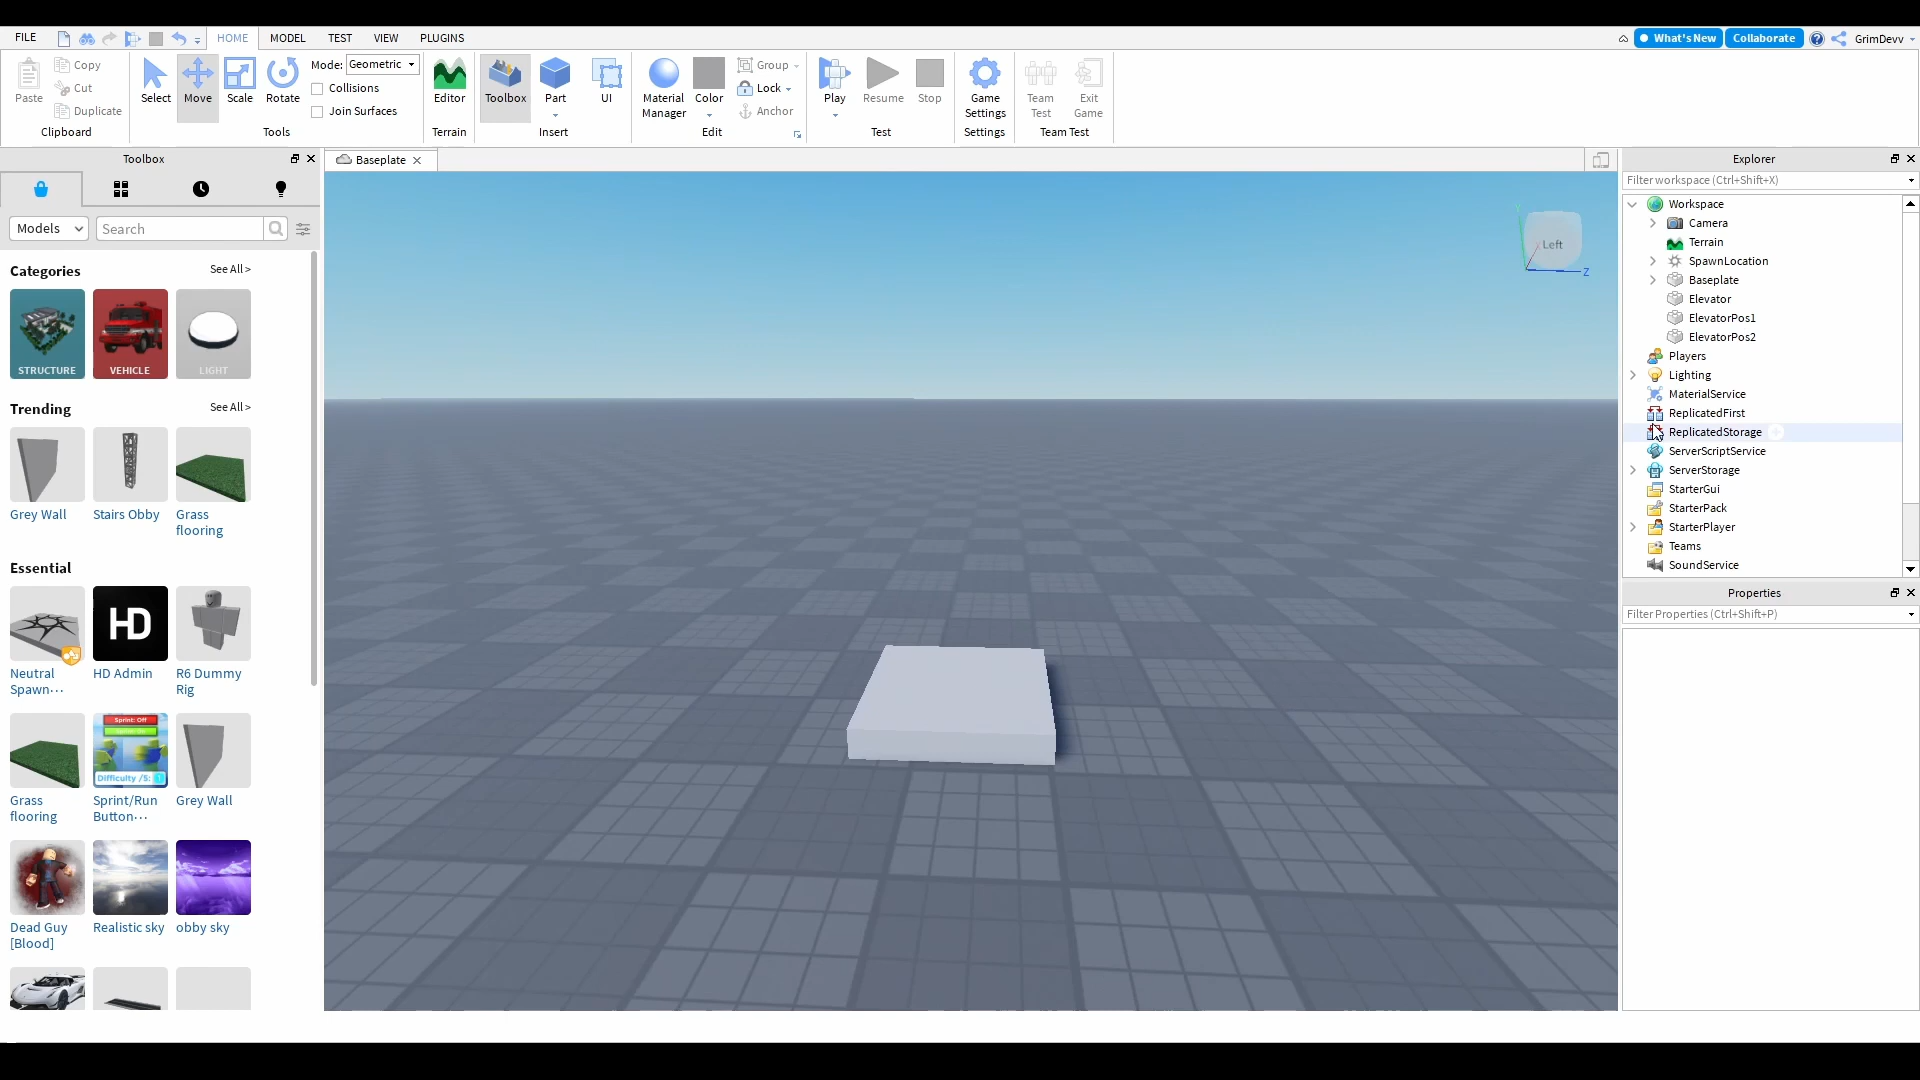 FILE
HOME
MODEL
TEST
VIEW
PLUGINS
What's New
Collaborate
GrimDevv
Paste
Copy
Cut
Duplicate
Clipboard
Select
Move
Scale
Rotate
Mode: Geometric
Collisions
Join Surfaces
Tools
Editor
Terrain
Toolbox
Part
UI
Insert
Material
Manager
Color
Group
Lock
Anchor
Edit
Play
Resume
Stop
Test
Game
Settings
Settings
Team
Test
Exit
Game
Team Test
Toolbox
Models
Search
Categories
See All >
STRUCTURE
VEHICLE
LIGHT
Trending
See All >
Grey Wall
Stairs Obby
Grass
flooring
Essential
HD
Neutral
Spawn···
HD Admin
R6 Dummy
Rig
Sprint: Off
Difficulty /5: 1
Grass
flooring
Sprint/Run
Button···
Grey Wall
Dead Guy
[Blood]
Realistic sky
obby sky
Baseplate
Y
Left
Z
Explorer
Filter workspace (Ctrl+Shift+X)
Workspace
Camera
Terrain
SpawnLocation
Baseplate
Elevator
ElevatorPos1
ElevatorPos2
Players
Lighting
MaterialService
ReplicatedFirst
ReplicatedStorage
ServerScriptService
ServerStorage
StarterGui
StarterPack
StarterPlayer
Teams
SoundService
Properties
Filter Properties (Ctrl+Shift+P)